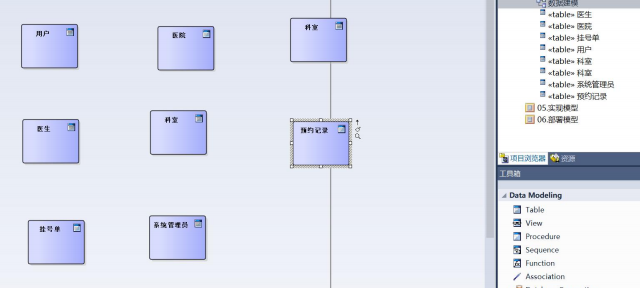 用户
医院
科室
医生
科室
预约记录
挂号单
系统管理员
数据建模
«table» 医生
«table» 医院
«table» 挂号单
«table» 用户
«table» 科室
«table» 科室
«table» 系统管理员
«table» 预约记录
05.实现模型
06.部署模型
项目浏览器
资源
工具箱
Data Modeling
Table
View
Procedure
Sequence
Function
Association